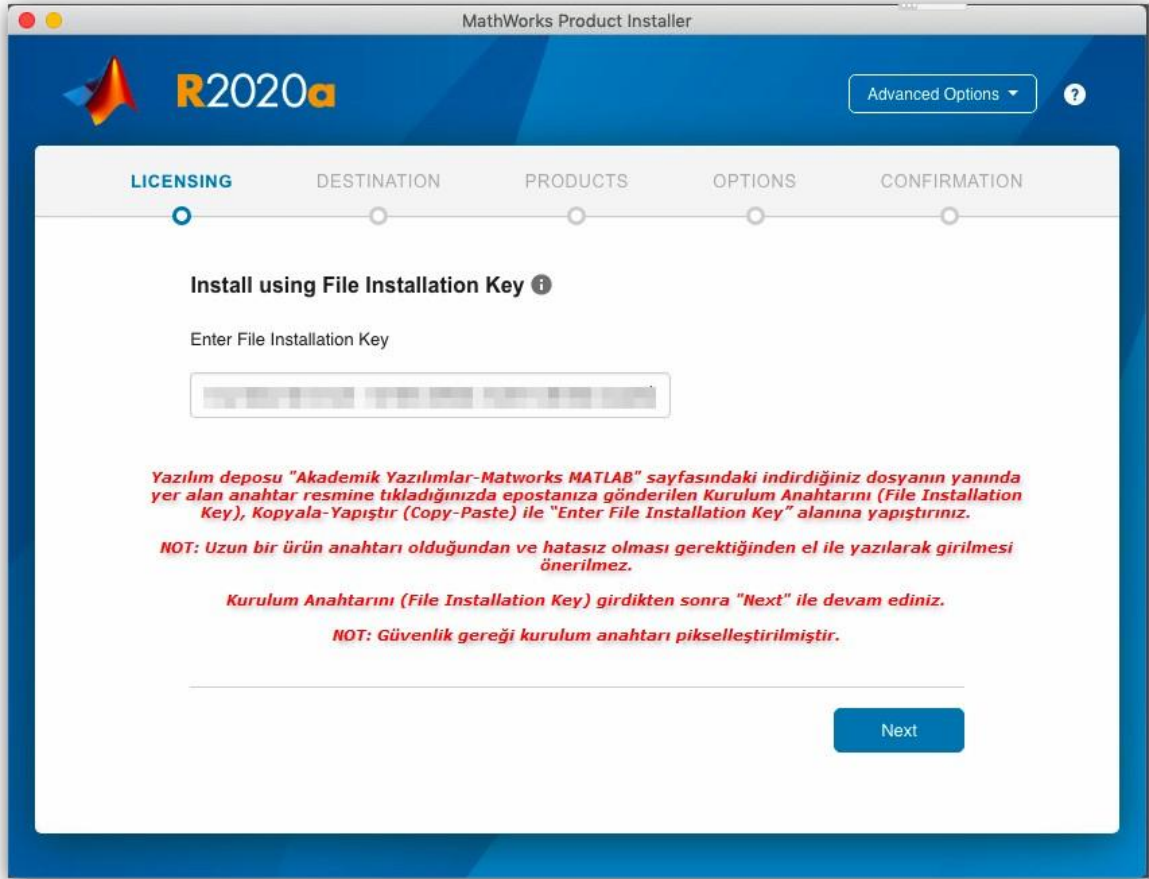 MathWorks Product Installer
R2020a
Advanced Options
?
LICENSING DESTINATION PRODUCTS OPTIONS CONFIRMATION
Install using File Installation Key
Enter File Installation Key
Yazılım deposu "Akademik Yazılımlar-Matworks MATLAB" sayfasındaki indirdiğiniz dosyanın yanında
yer alan anahtar resmine tıkladığınızda epostanıza gönderilen Kurulum Anahtarını (File Installation
Key), Kopyala-Yapıştır (Copy-Paste) ile “Enter File Installation Key” alanına yapıştırınız.
NOT: Uzun bir ürün anahtarı olduğundan ve hatasız olması gerektiğinden el ile yazılarak girilmesi
önerilmez.
Kurulum Anahtarını (File Installation Key) girdikten sonra "Next" ile devam ediniz.
NOT: Güvenlik gereği kurulum anahtarı pikselleştirilmiştir.
Next